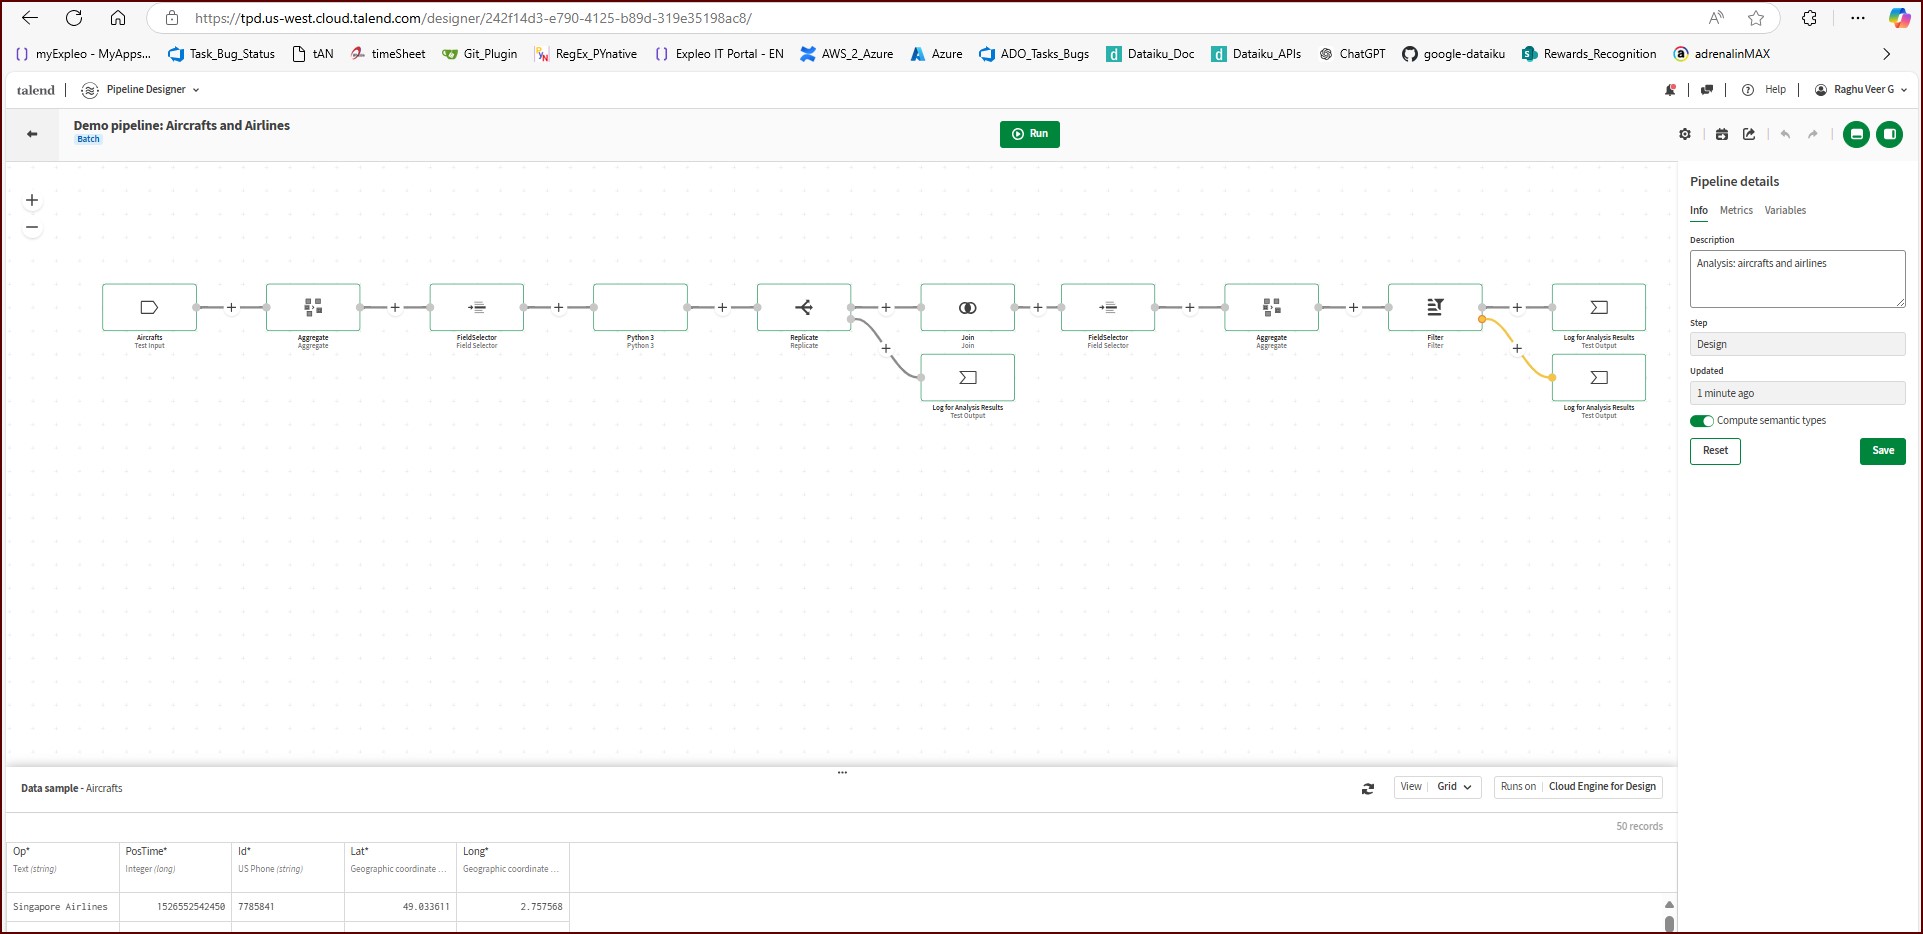 https://tpd.us-west.cloud.talend.com/designer/242f14d3-e790-4125-b89d-319e35198ac8/
myExpleo - MyApps... Task_Bug_Status tAN timeSheet Git_Plugin RegEx_PYnative Expleo IT Portal - EN AWS_2_Azure Azure ADO_Tasks_Bugs Dataiku_Doc Dataiku_APIs ChatGPT google-dataiku Rewards_Recognition adrenalinMAX
talend Pipeline Designer Help Raghu Veer G
Demo pipeline: Aircrafts and Airlines
Batch
Run
Pipeline details
Info Metrics Variables
Description
Analysis: aircrafts and airlines
Step
Design
Updated
1 minute ago
Compute semantic types
Reset Save
Aircrafts Aggregate FieldSelector Python 3 Replicate Join FieldSelector Aggregate Filter Log for Analysis Results
Test Input Aggregate Field Selector Python 3 Replicate Join Field Selector Aggregate Filter Test Output
Log for Analysis Results Log for Analysis Results
Test Output Test Output
Data sample - Aircrafts View Grid Runs on Cloud Engine for Design
50 records
Op* PosTime* Id* Lat* Long*
Text (string) Integer (long) US Phone (string) Geographic coordinate ... Geographic coordinate ...
Singapore Airlines 1526552542450 7785841 49.033611 2.757568